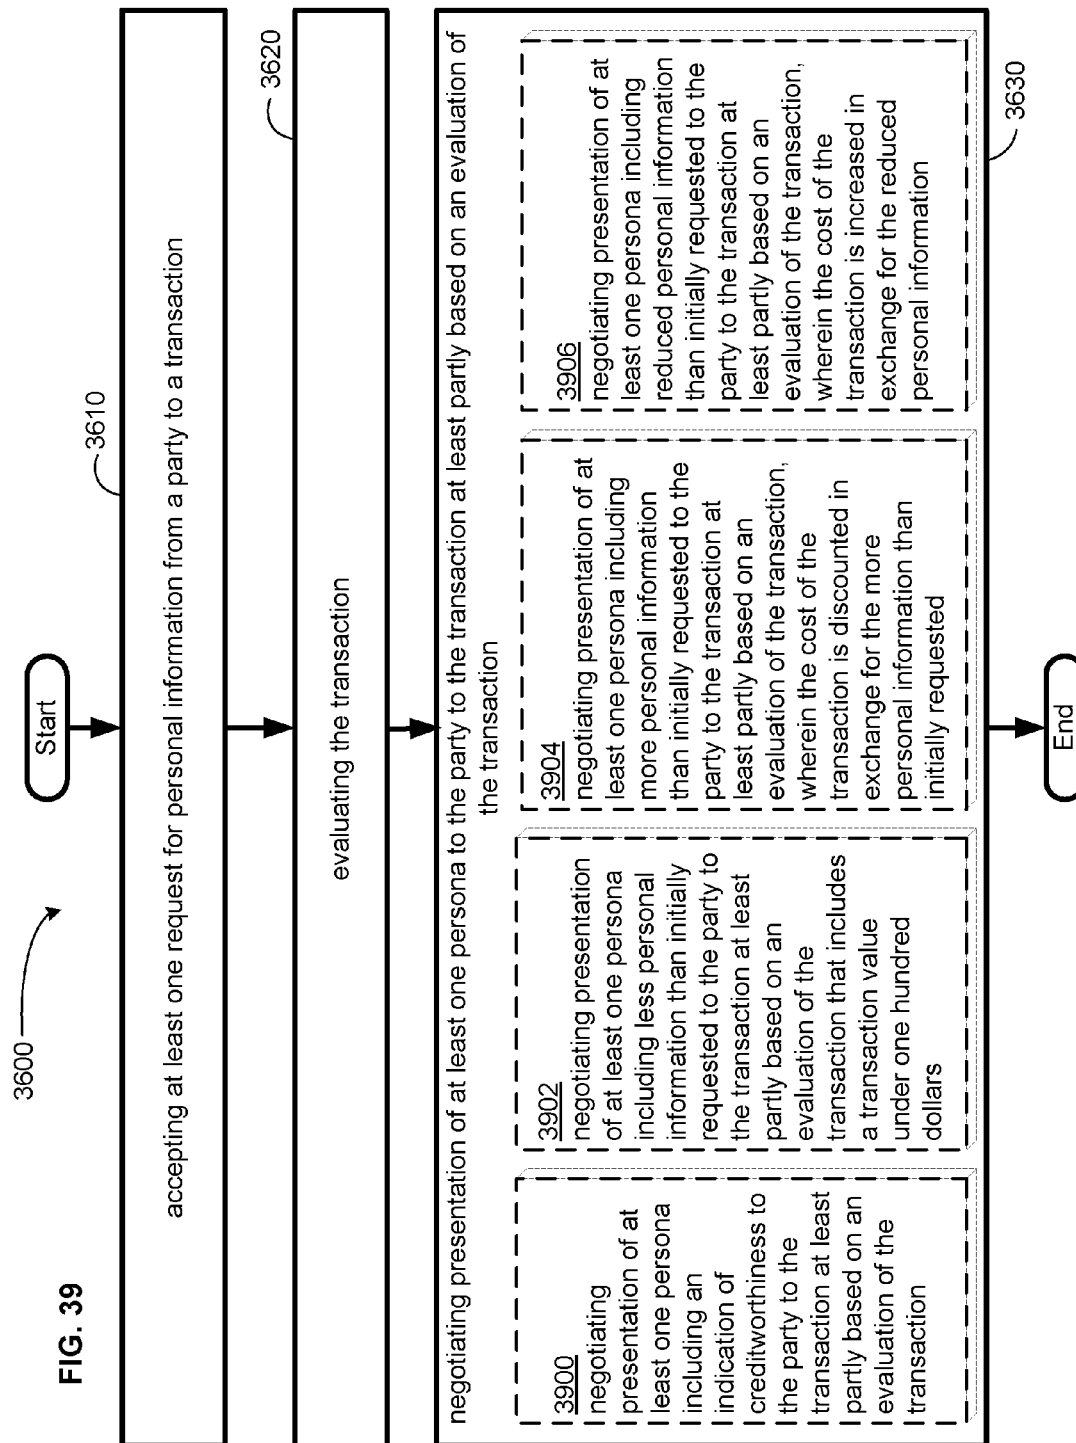 FIG. 39
3600
Start
3610
accepting at least one request for personal information from a party to a transaction
3620
evaluating the transaction
negotiating presentation of at least one persona to the party to the transaction at least partly based on an evaluation of
the transaction
3900
negotiating
presentation of at
least one persona
including an
indication of
creditworthiness to
the party to the
transaction at least
partly based on an
evaluation of the
transaction
3902
negotiating presentation
of at least one persona
including less personal
information than initially
requested to the party to
the transaction at least
partly based on an
evaluation of the
transaction that includes
a transaction value
under one hundred
dollars
3904
negotiating presentation of at
least one persona including
more personal information
than initially requested to the
party to the transaction at
least partly based on an
evaluation of the transaction,
wherein the cost of the
transaction is discounted in
exchange for the more
personal information than
initially requested
3906
negotiating presentation of at
least one persona including
reduced personal information
than initially requested to the
party to the transaction at
least partly based on an
evaluation of the transaction,
wherein the cost of the
transaction is increased in
exchange for the reduced
personal information
3630
End